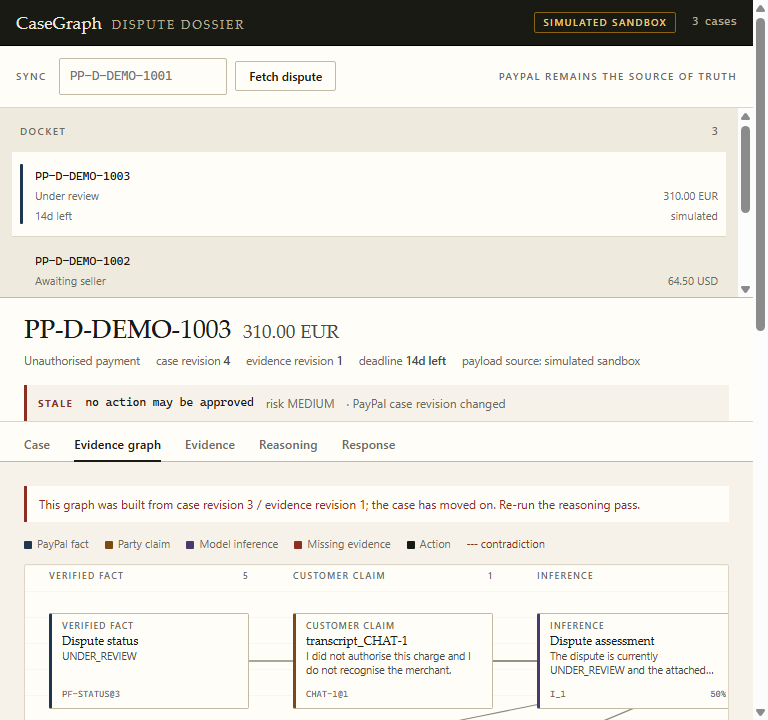 CaseGraph DISPUTE DOSSIER SIMULATED SANDBOX 3 cases
SYNC PP-D-DEMO-1001 Fetch dispute PAYPAL REMAINS THE SOURCE OF TRUTH
DOCKET 3
PP-D-DEMO-1003
Under review 310.00 EUR
14d left simulated
PP-D-DEMO-1002
Awaiting seller 64.50 USD
PP-D-DEMO-1003 310.00 EUR
Unauthorised payment case revision 4 evidence revision 1 deadline 14d left payload source: simulated sandbox
STALE no action may be approved risk MEDIUM · PayPal case revision changed
Case Evidence graph Evidence Reasoning Response
This graph was built from case revision 3 / evidence revision 1; the case has moved on. Re-run the reasoning pass.
PayPal fact Party claim Model inference Missing evidence Action --- contradiction
VERIFIED FACT 5 CUSTOMER CLAIM 1 INFERENCE
VERIFIED FACT
Dispute status
UNDER_REVIEW
PF-STATUS@3
CUSTOMER CLAIM
transcript_CHAT-1
I did not authorise this charge and I
do not recognise the merchant.
CHAT-1@1
INFERENCE
Dispute assessment
The dispute is currently
UNDER_REVIEW and the attached...
I_1 50%